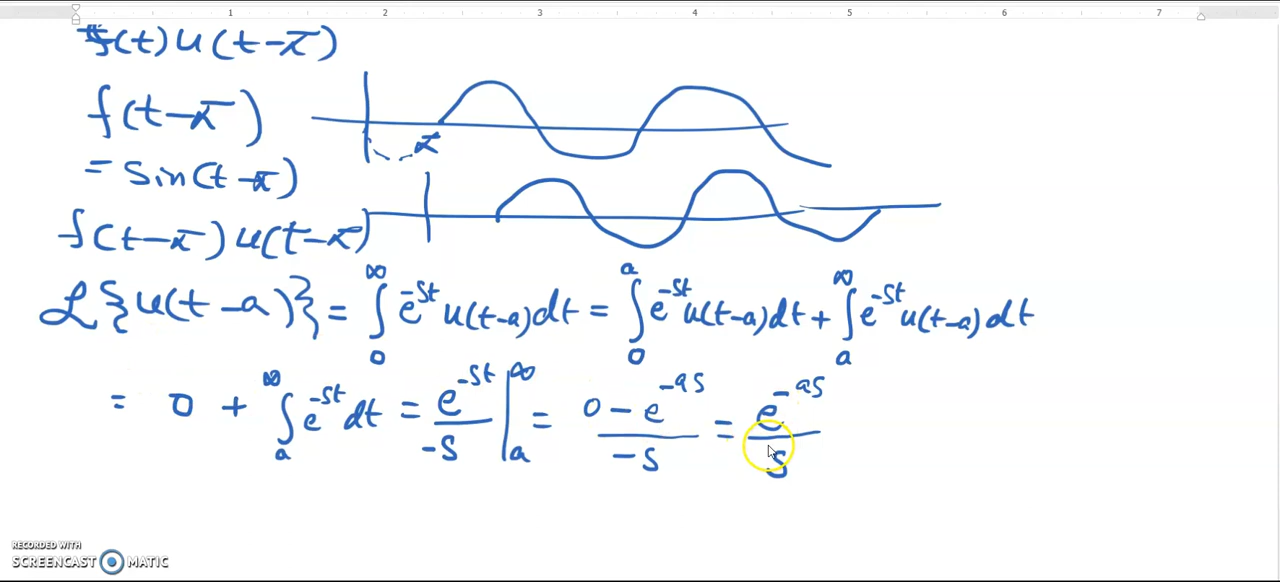 1 2 3 4 5 6 7
f(t)u(t-π)
f(t-π)
π
= Sin(t-π)
f(t-π)u(t-π)
ℒ{u(t-a)} = ∫₀^∞ e^-st u(t-a)dt = ∫₀^a e^-st u(t-a)dt + ∫ₐ^∞ e^-st u(t-a)dt
= 0 + ∫ₐ^∞ e^-st dt = e^-st/-s |ₐ^∞ = 0-e^-as/-s = e^-as/s
RECORDED WITH
SCREENCAST MATIC